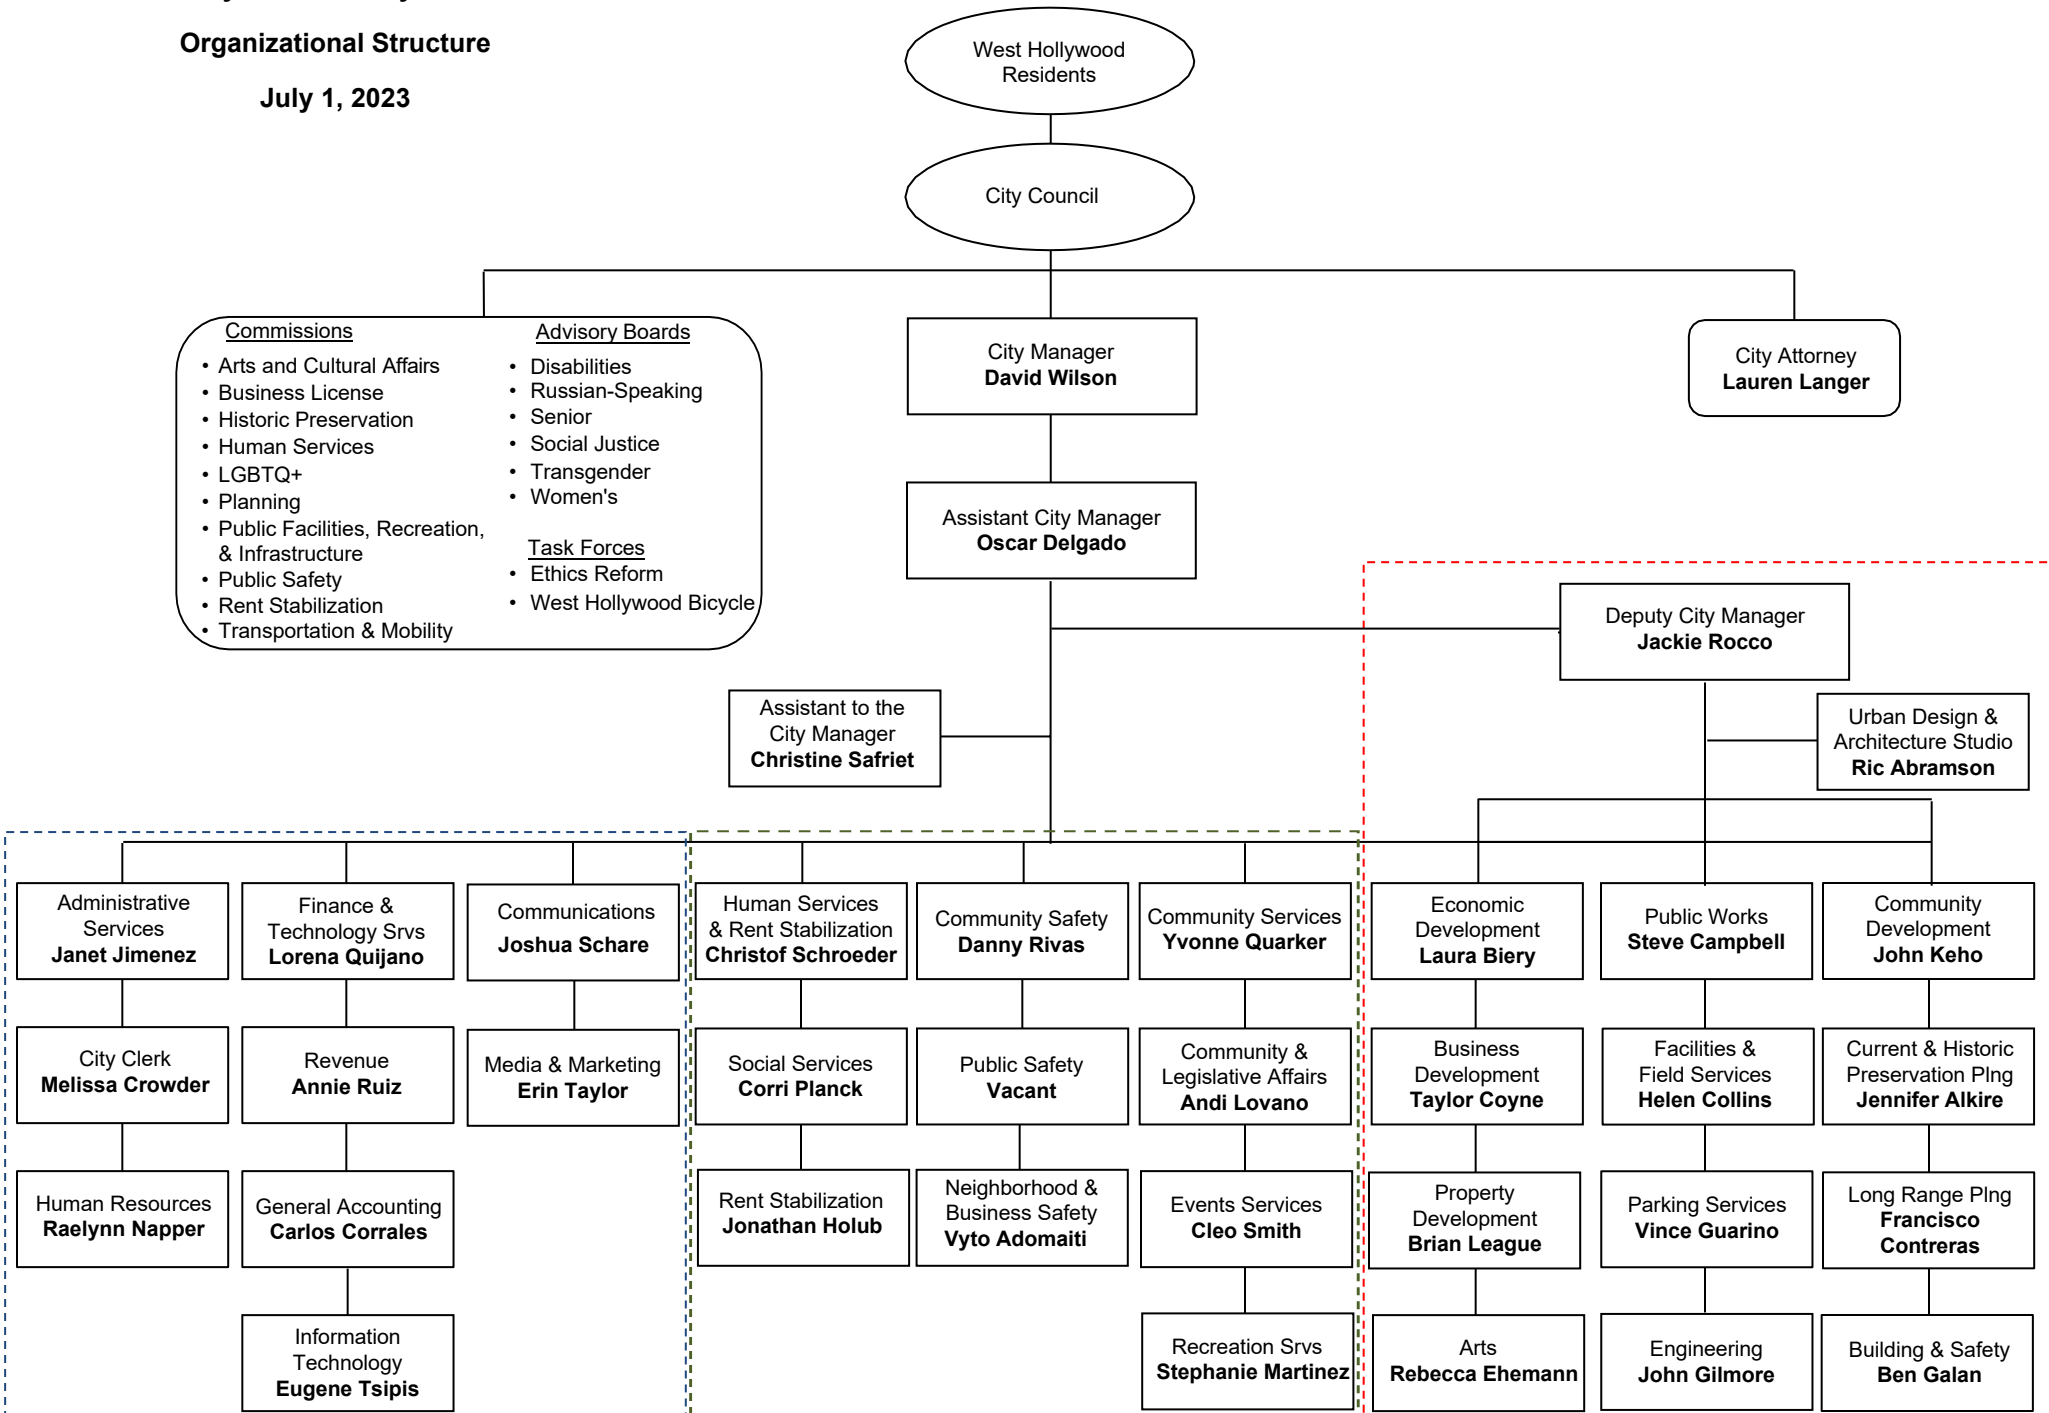 Organizational Structure
July 1, 2023
West Hollywood
Residents
City Council
Commissions
• Arts and Cultural Affairs
• Business License
• Historic Preservation
• Human Services
• LGBTQ+
• Planning
• Public Facilities, Recreation,
& Infrastructure
• Public Safety
• Rent Stabilization
• Transportation & Mobility
Advisory Boards
• Disabilities
• Russian-Speaking
• Senior
• Social Justice
• Transgender
• Women's
Task Forces
• Ethics Reform
• West Hollywood Bicycle
City Manager
David Wilson
City Attorney
Lauren Langer
Assistant City Manager
Oscar Delgado
Deputy City Manager
Jackie Rocco
Assistant to the
City Manager
Christine Safriet
Urban Design &
Architecture Studio
Ric Abramson
Administrative
Services
Janet Jimenez
Finance &
Technology Srvs
Lorena Quijano
Communications
Joshua Schare
Human Services
& Rent Stabilization
Christof Schroeder
Community Safety
Danny Rivas
Community Services
Yvonne Quarker
Economic
Development
Laura Biery
Public Works
Steve Campbell
Community
Development
John Keho
City Clerk
Melissa Crowder
Revenue
Annie Ruiz
Media & Marketing
Erin Taylor
Social Services
Corri Planck
Public Safety
Vacant
Community &
Legislative Affairs
Andi Lovano
Business
Development
Taylor Coyne
Facilities &
Field Services
Helen Collins
Current & Historic
Preservation Plng
Jennifer Alkire
Human Resources
Raelynn Napper
General Accounting
Carlos Corrales
Rent Stabilization
Jonathan Holub
Neighborhood &
Business Safety
Vyto Adomaiti
Events Services
Cleo Smith
Property
Development
Brian League
Parking Services
Vince Guarino
Long Range Plng
Francisco
Contreras
Information
Technology
Eugene Tsipis
Recreation Srvs
Stephanie Martinez
Arts
Rebecca Ehemann
Engineering
John Gilmore
Building & Safety
Ben Galan